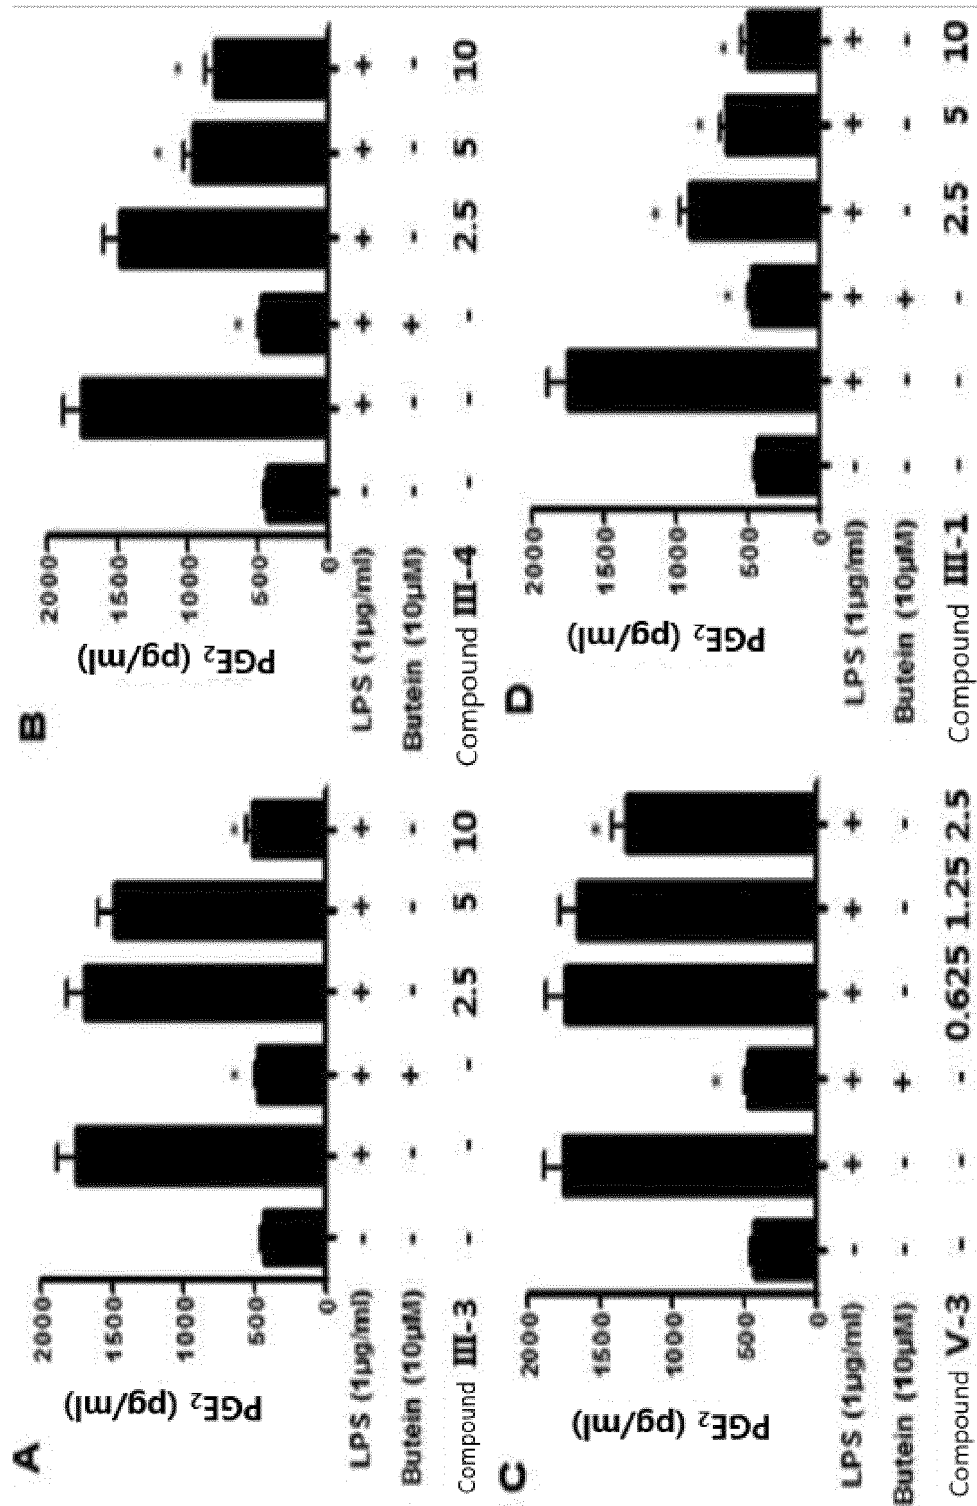 A
PGE₂ (pg/ml)
2000
1500
1000
500
0
LPS (1μg/ml) - + + + + +
Butein (10μM) - - + - - -
Compound III-3 - - - 2.5 5 10
B
PGE₂ (pg/ml)
2000
1500
1000
500
0
LPS (1μg/ml) - + + + + +
Butein (10μM) - - + - - -
Compound III-4 - - - 2.5 5 10
C
PGE₂ (pg/ml)
2000
1500
1000
500
0
LPS (1μg/ml) - + + + + +
Butein (10μM) - - + - - -
Compound V-3 - - - 0.625 1.25 2.5
D
PGE₂ (pg/ml)
2000
1500
1000
500
0
LPS (1μg/ml) - + + + + +
Butein (10μM) - - + - - -
Compound III-1 - - - 2.5 5 10